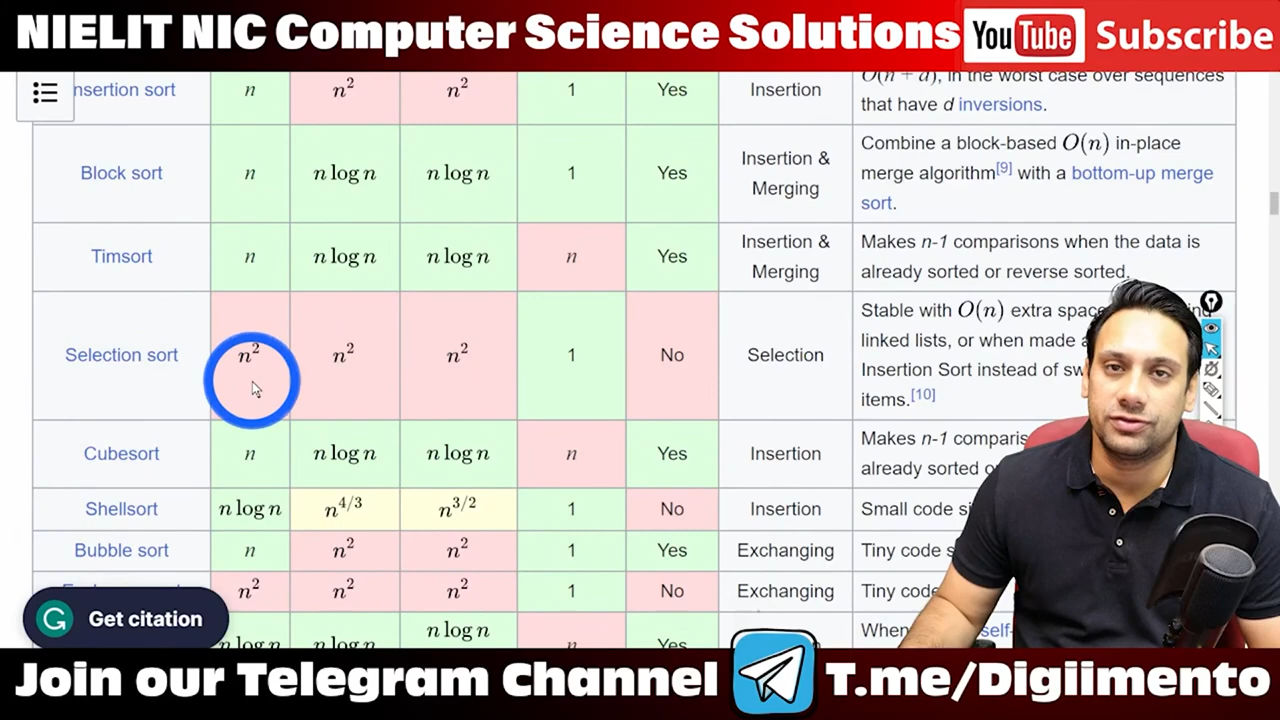 NIELIT NIC Computer Science Solutions YouTube Subscribe
nsertion sort n n² n² 1 Yes Insertion O(n + d), in the worst case over sequences
that have d inversions.
Block sort n n log n n log n 1 Yes Insertion &
Merging Combine a block-based O(n) in-place
merge algorithm[9] with a bottom-up merge
sort.
Timsort n n log n n log n n Yes Insertion &
Merging Makes n-1 comparisons when the data is
already sorted or reverse sorted.
Selection sort n² n² n² 1 No Selection Stable with O(n) extra space
linked lists, or when made a
Insertion Sort instead of sw
items.[10]
Cubesort n n log n n log n n Yes Insertion Makes n-1 comparis
already sorted o
Shellsort n log n n^4/3 n^3/2 1 No Insertion Small code si
Bubble sort n n² n² 1 Yes Exchanging Tiny code s
n² n² n² 1 No Exchanging Tiny code
n log n n log n n log n n Yes When self-
Get citation
Join our Telegram Channel T.me/Digiimento